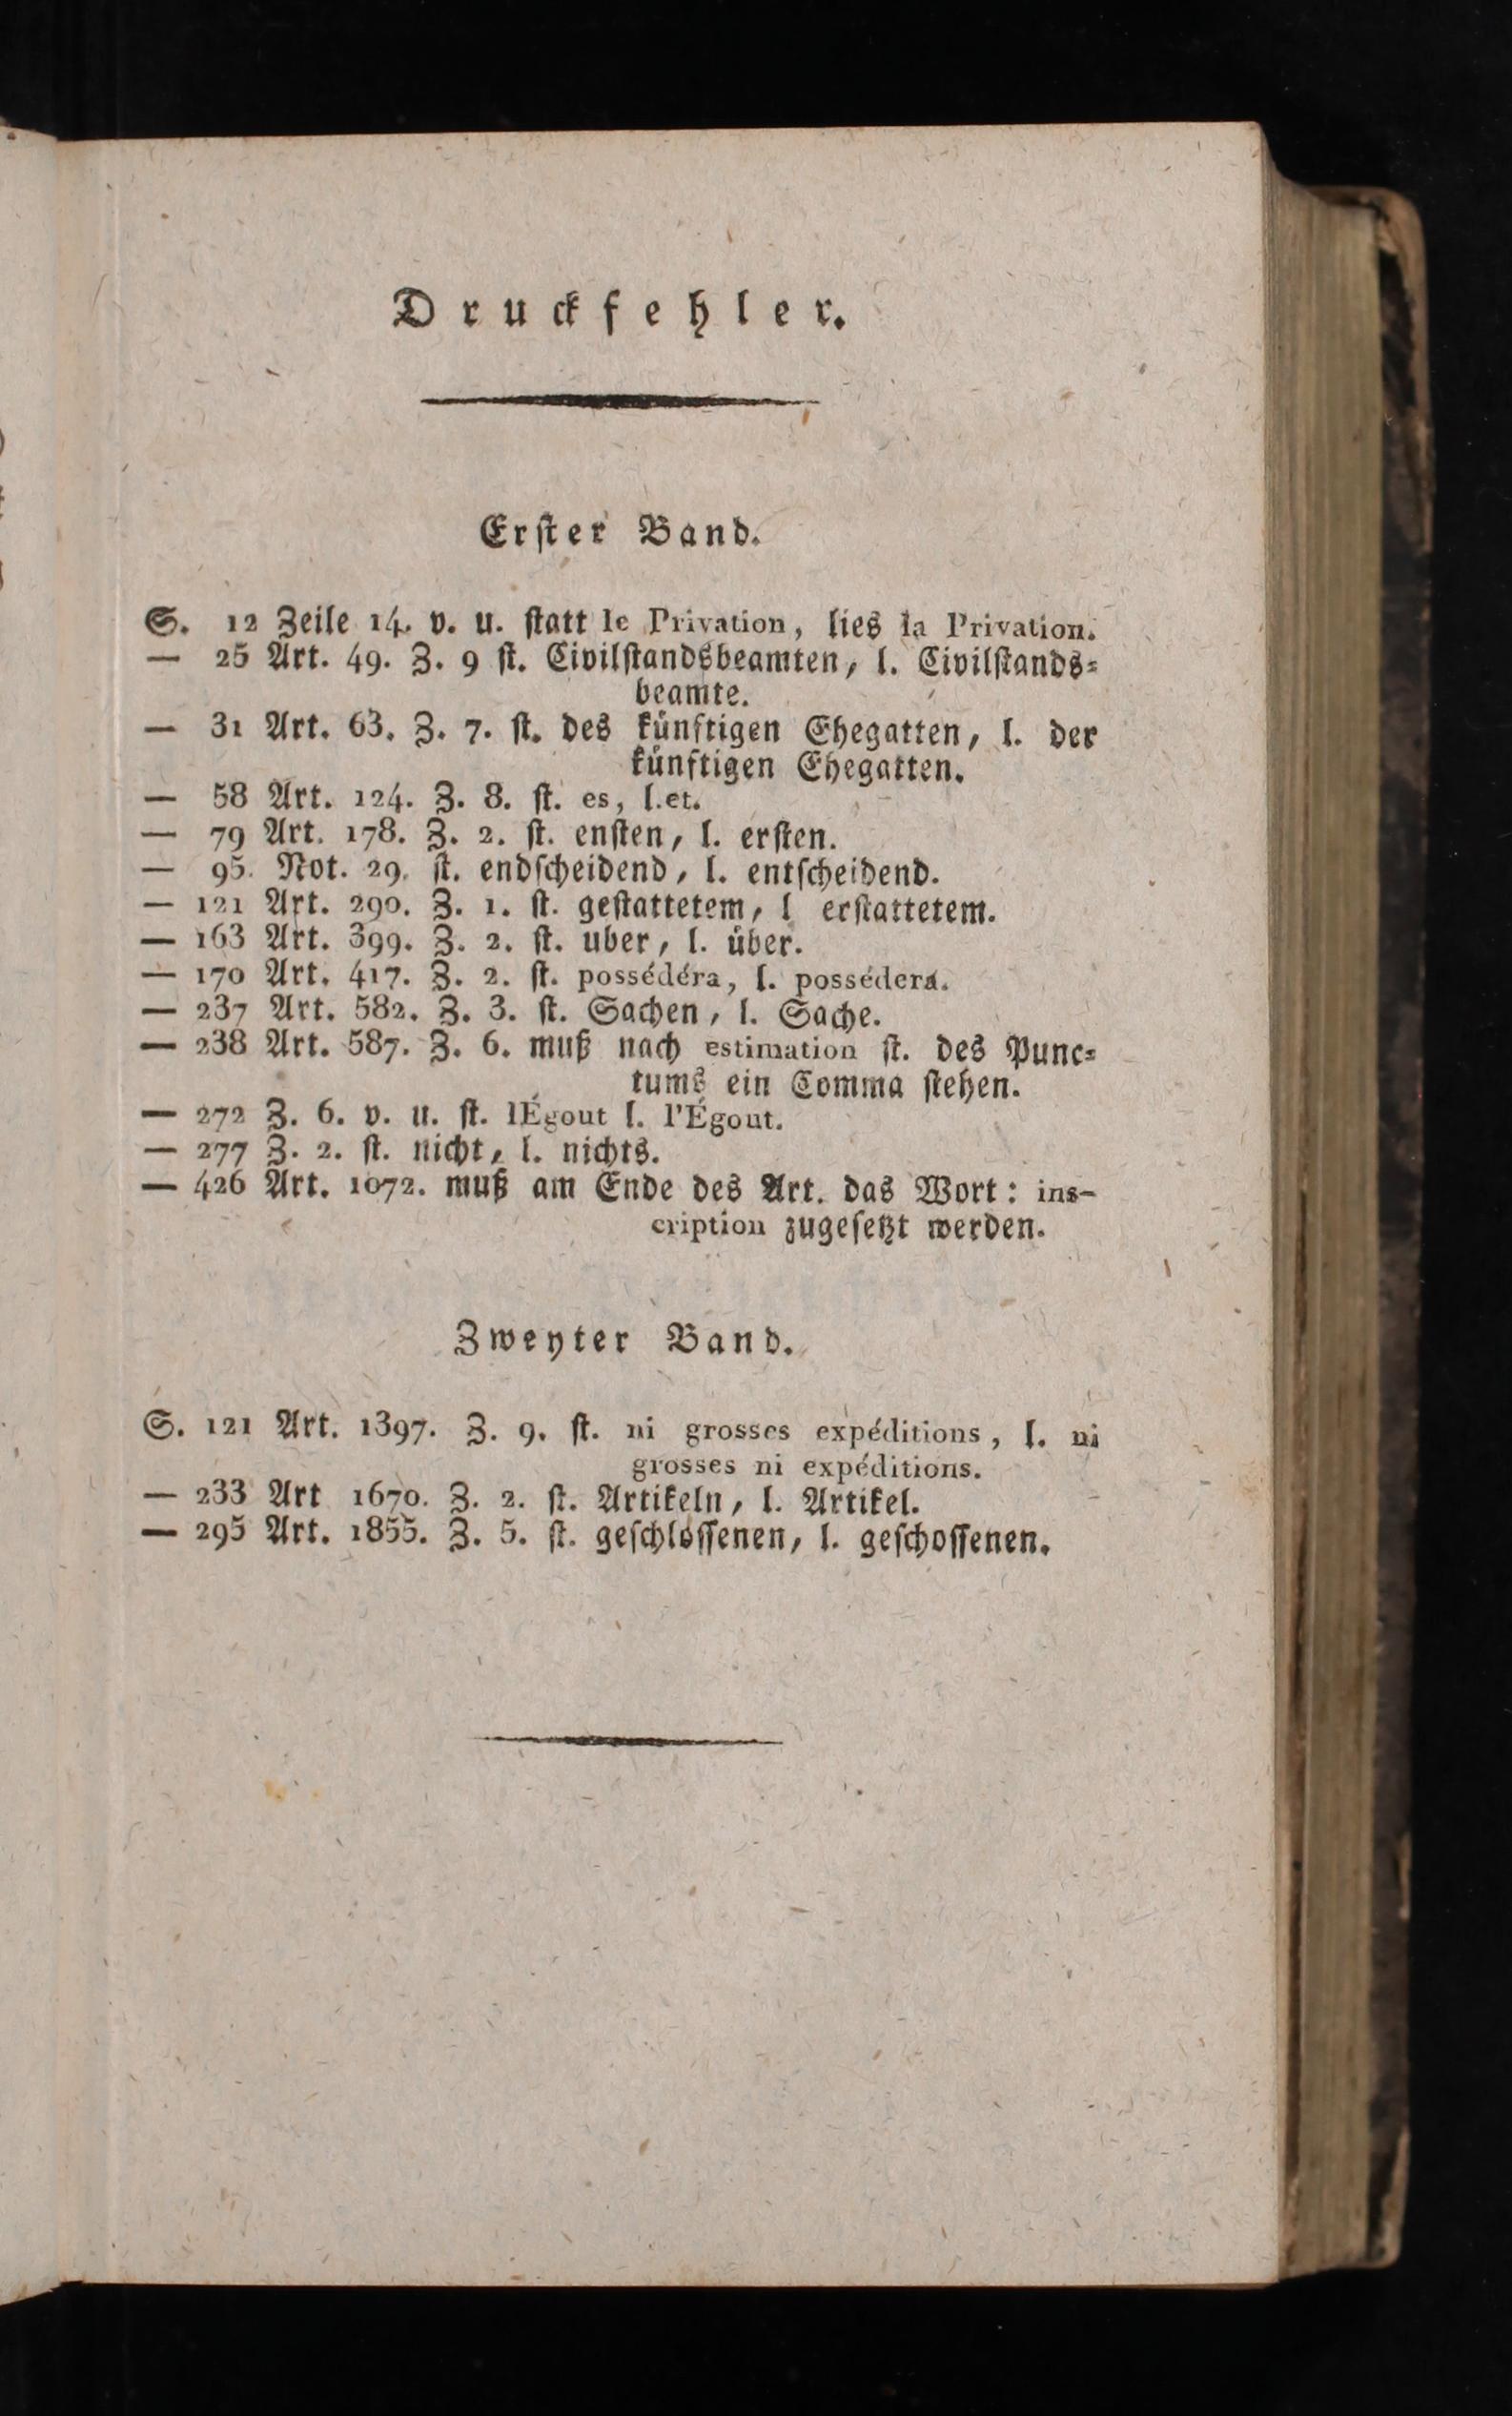 Druckfehler.
Erſter Band.
S. 12 Zeile 14. v. u. ſtatt le Privation, lies la Privation.
— 25 Art. 49. Z. 9 ſt. Civilſtandsbeamten, l. Civilſtands⸗
beamte.
— 31 Art. 63. Z. 7. ſt. des künftigen Ehegatten, l. der
künftigen Ehegatten.
— 58 Art. 124. Z. 8. ſt. es, l.et.
— 79 Art. 178. Z. 2. ſt. enſten, l. erſten.
— 95. Not. 29. ſt. endſcheidend, l. entſcheidend.
— 121 Art. 290. Z. 1. ſt. geſtattetem, l erſtattetem.
— 163 Art. 399. Z. 2. ſt. uber, l. über.
— 170 Art. 417. Z. 2. ſt. possédéra, l. possédera.
— 237 Art. 582. Z. 3. ſt. Sachen, l. Sache.
— 238 Art. 587. Z. 6. muß nach estimation ſt. des Punc⸗
tums ein Comma ſtehen.
— 272 Z. 6. v. u. ſt. lÉgout l. l'Égout.
— 277 Z. 2. ſt. nicht, l. nichts.
— 426 Art. 1072. muß am Ende des Art. das Wort: ins-
cription zugeſetzt werden.
Zweyter Band.
S. 121 Art. 1397. Z. 9. ſt. ni grosses expéditions, l. ni
grosses ni expéditions.
— 233 Art 1670. Z. 2. ſt. Artikeln, l. Artikel.
— 295 Art. 1855. Z. 5. ſt. geſchloſſenen, l. geſchoſſenen.